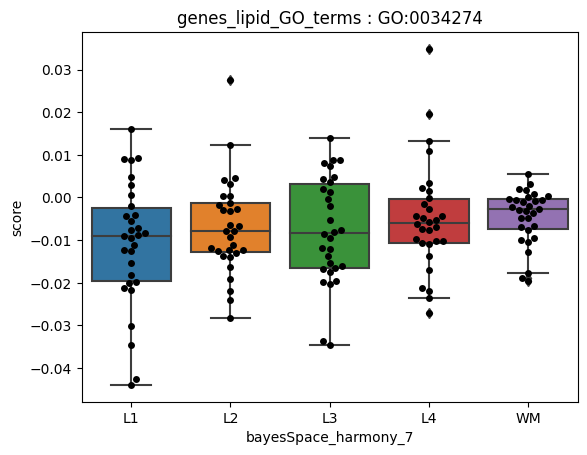 genes_lipid_GO_terms : GO:0034274
0.03
0.02
0.01
0.00
−0.01
−0.02
−0.03
−0.04
score
L1 L2 L3 L4 WM
bayesSpace_harmony_7